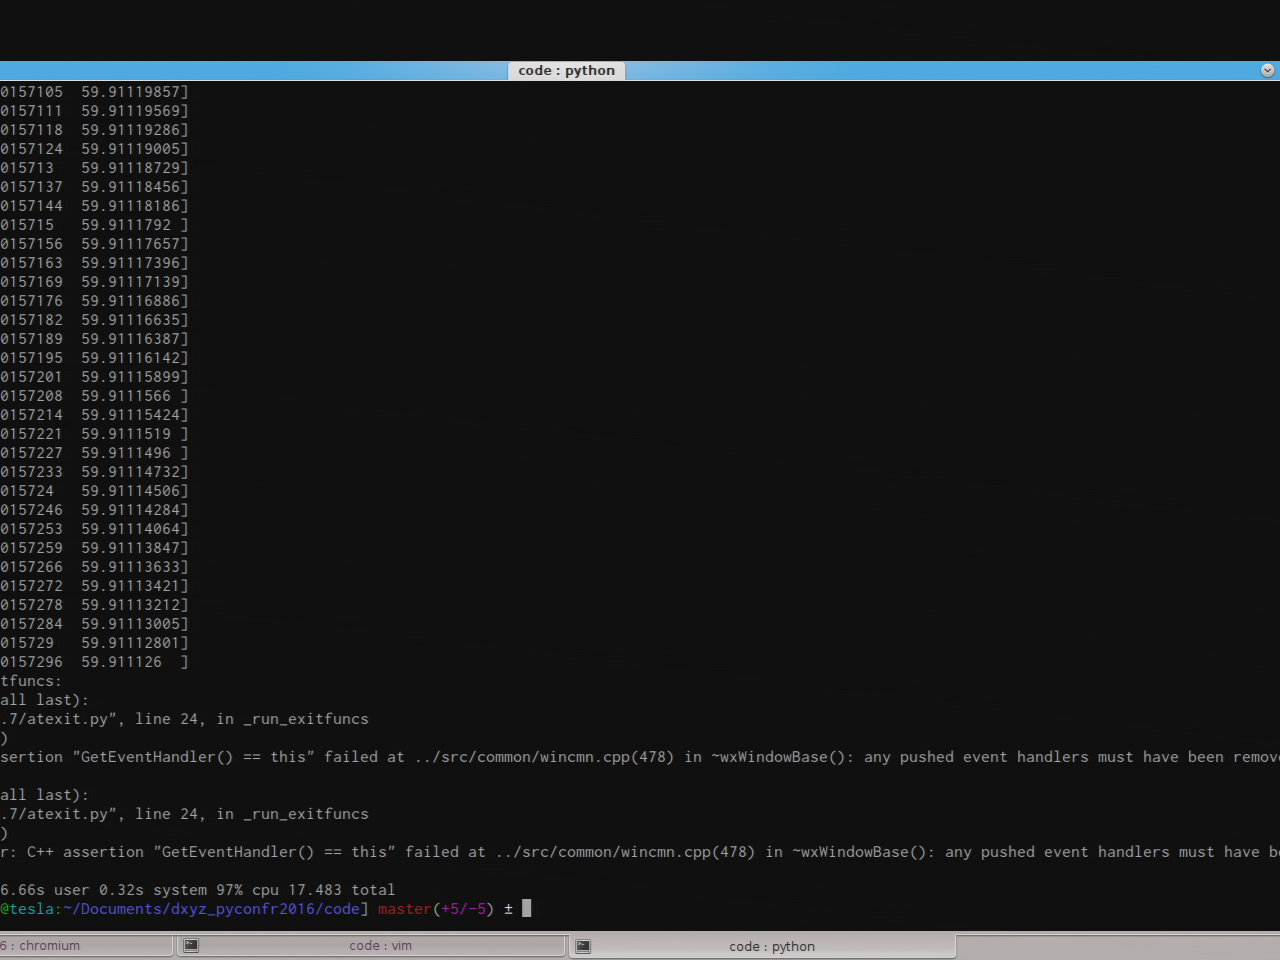 code : python
0157105  59.91119857]
0157111  59.91119569]
0157118  59.91119286]
0157124  59.91119005]
015713   59.91118729]
0157137  59.91118456]
0157144  59.91118186]
015715   59.9111792 ]
0157156  59.91117657]
0157163  59.91117396]
0157169  59.91117139]
0157176  59.91116886]
0157182  59.91116635]
0157189  59.91116387]
0157195  59.91116142]
0157201  59.91115899]
0157208  59.9111566 ]
0157214  59.91115424]
0157221  59.9111519 ]
0157227  59.9111496 ]
0157233  59.91114732]
015724   59.91114506]
0157246  59.91114284]
0157253  59.91114064]
0157259  59.91113847]
0157266  59.91113633]
0157272  59.91113421]
0157278  59.91113212]
0157284  59.91113005]
015729   59.91112801]
0157296  59.911126  ]
tfuncs:
all last):
.7/atexit.py", line 24, in _run_exitfuncs
)
sertion "GetEventHandler() == this" failed at ../src/common/wincmn.cpp(478) in ~wxWindowBase(): any pushed event handlers must have been remove
all last):
.7/atexit.py", line 24, in _run_exitfuncs
)
r: C++ assertion "GetEventHandler() == this" failed at ../src/common/wincmn.cpp(478) in ~wxWindowBase(): any pushed event handlers must have be
6.66s user 0.32s system 97% cpu 17.483 total
@tesla:~/Documents/dxyz_pyconfr2016/code] master(+5/-5) ±
6 : chromium
code : vim
code : python